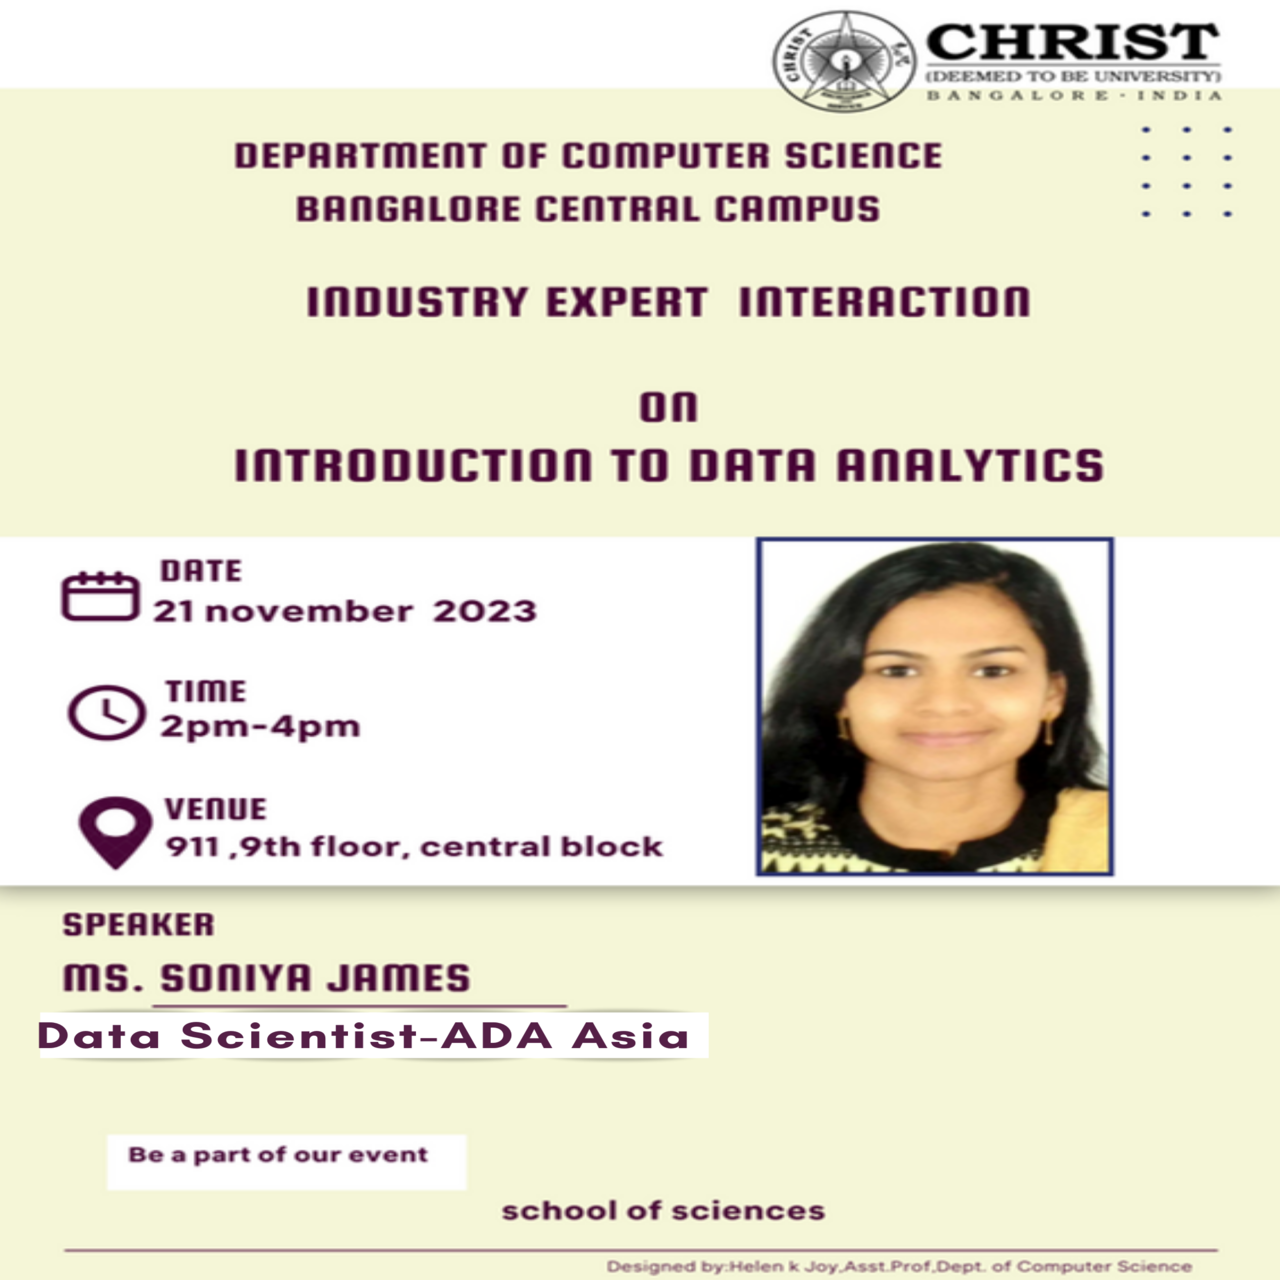 CHRIST
CHRIST
(DEEMED TO BE UNIVERSITY)
BANGALORE · INDIA
DEPARTMENT OF COMPUTER SCIENCE
BANGALORE CENTRAL CAMPUS
INDUSTRY EXPERT INTERACTION
ON
INTRODUCTION TO DATA ANALYTICS
DATE
21 november 2023
TIME
2pm-4pm
VENUE
911 ,9th floor, central block
SPEAKER
MS. SONIYA JAMES
Data Scientist-ADA Asia
Be a part of our event
school of sciences
Designed by:Helen k Joy,Asst.Prof,Dept. of Computer Science